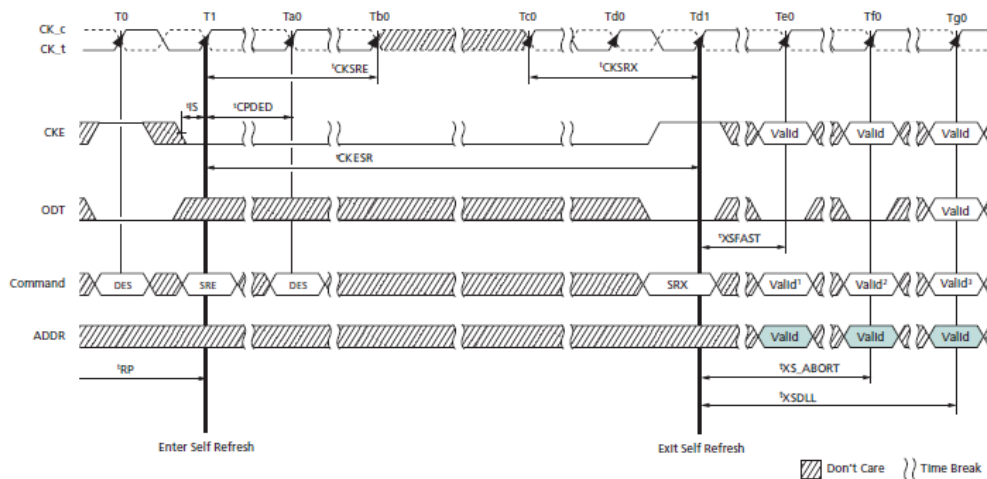 T0 T1 Ta0 Tb0 Tc0 Td0 Td1 Te0 Tf0 Tg0
CK_c
CK_t
tCKSRE tCKSRX
tIS tCPDED
CKE Valid Valid Valid
tCKESR
ODT Valid
tXSFAST
Command DES SRE DES SRX Valid¹ Valid² Valid³
ADDR Valid Valid Valid
tRP tXS_ABORT
tXSDLL
Enter Self Refresh Exit Self Refresh
Don't Care Time Break